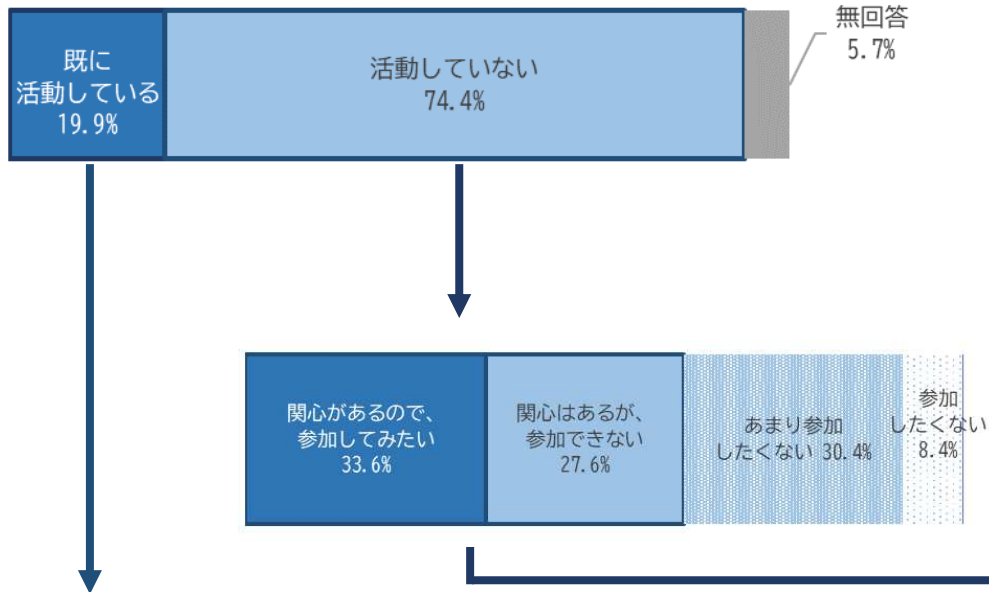 既に
活動している
19.9%
活動していない
74.4%
無回答
5.7%
関心があるので、
参加してみたい
33.6%
関心はあるが、
参加できない
27.6%
あまり参加
したくない 30.4%
参加
したくない
8.4%